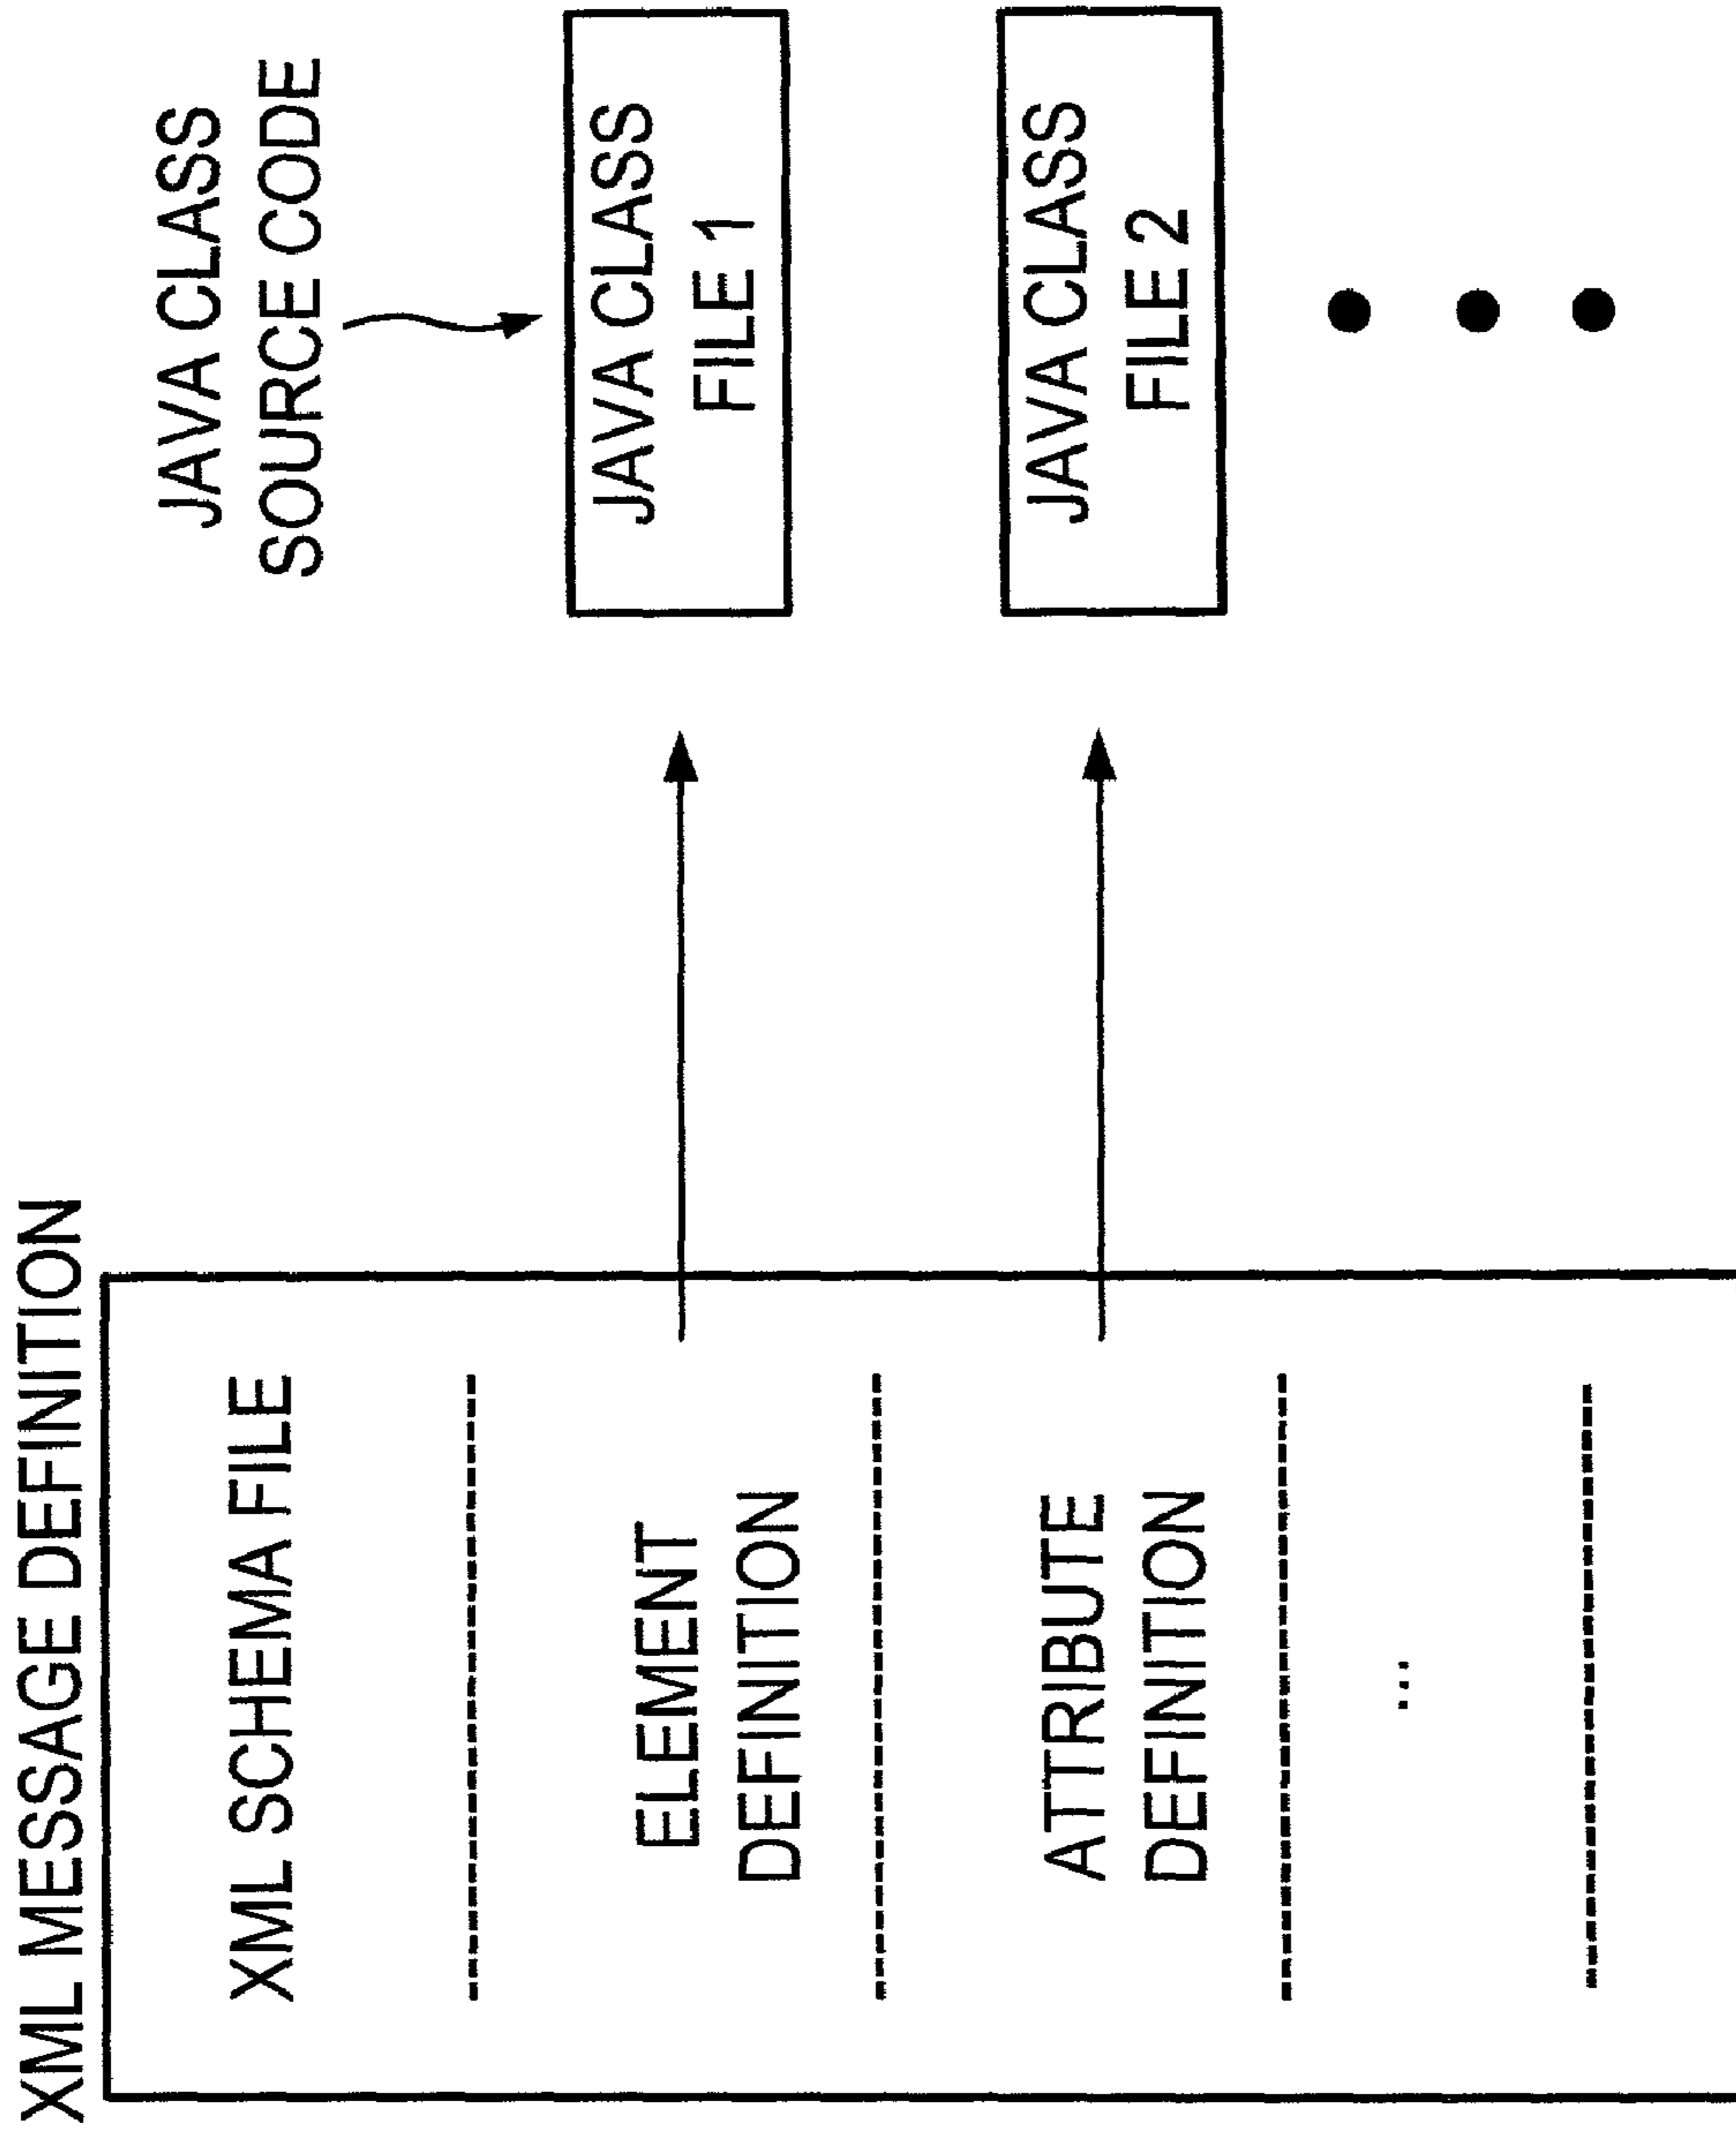 XML MESSAGE DEFINITION
XML SCHEMA FILE
ELEMENT
DEFINITION
ATTRIBUTE
DEFINITION
...
JAVA CLASS
SOURCE CODE
JAVA CLASS
FILE 1
JAVA CLASS
FILE 2